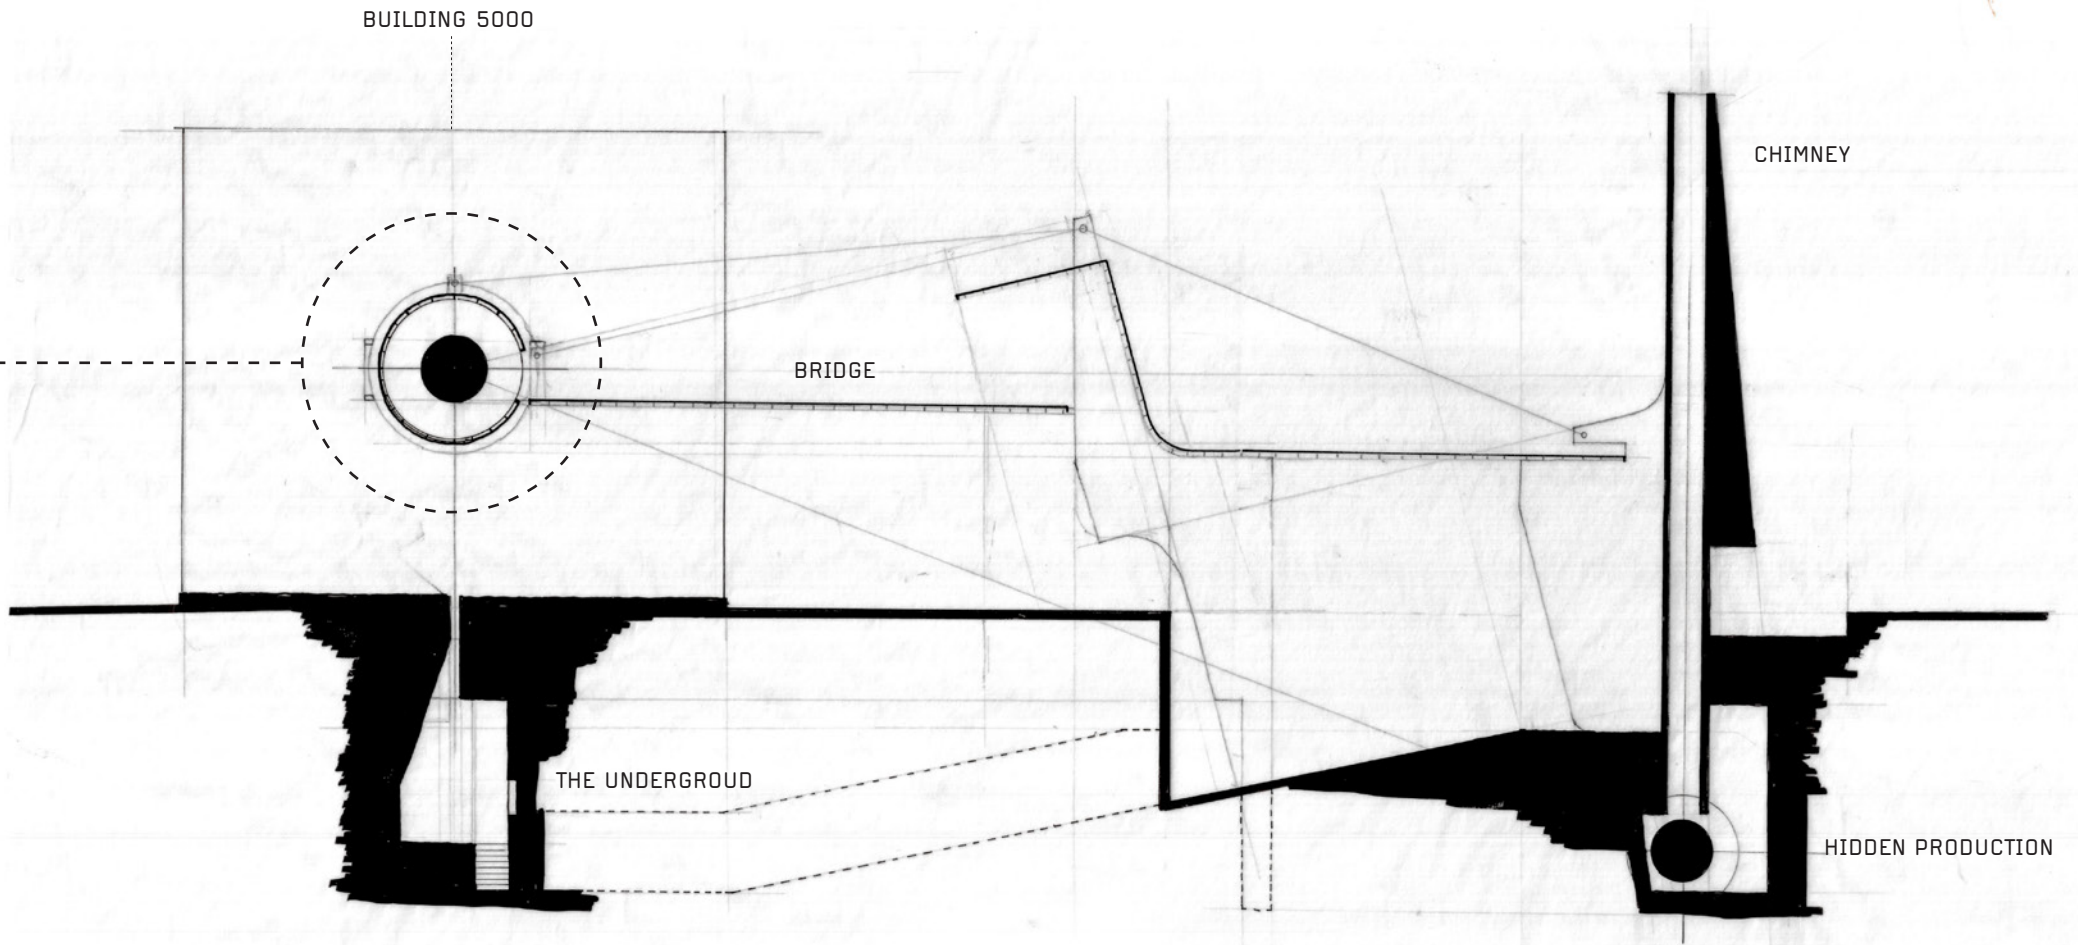 BUILDING 5000
CHIMNEY
BRIDGE
THE UNDERGROUD
HIDDEN PRODUCTION